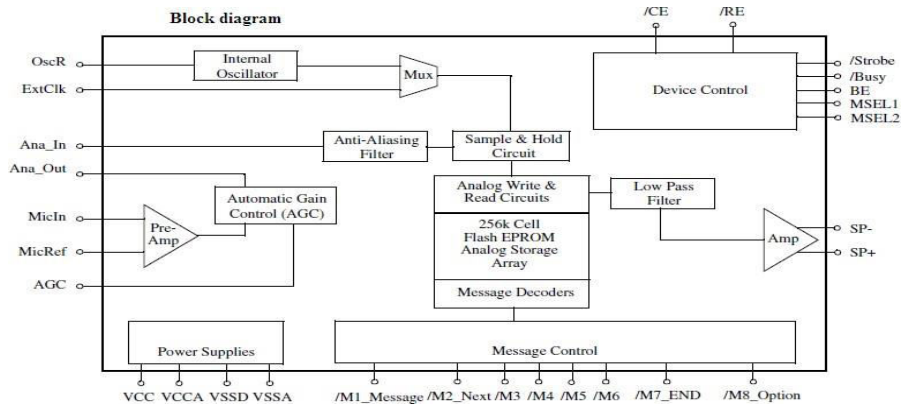 Block diagram
/CE
/RE
OscR
ExtClk
Internal
Oscillator
Mux
Device Control
/Strobe
/Busy
BE
MSEL1
MSEL2
Ana_In
Ana_Out
Anti-Aliasing
Filter
Sample & Hold
Circuit
Automatic Gain
Control (AGC)
Analog Write &
Read Circuits
Low Pass
Filter
MicIn
MicRef
Pre-
Amp
AGC
256k Cell
Flash EPROM
Analog Storage
Array
Message Decoders
Amp
SP-
SP+
Power Supplies
Message Control
VCC
VCCA
VSSD
VSSA
/M1_Message
/M2_Next
/M3
/M4
/M5
/M6
/M7_END
/M8_Option